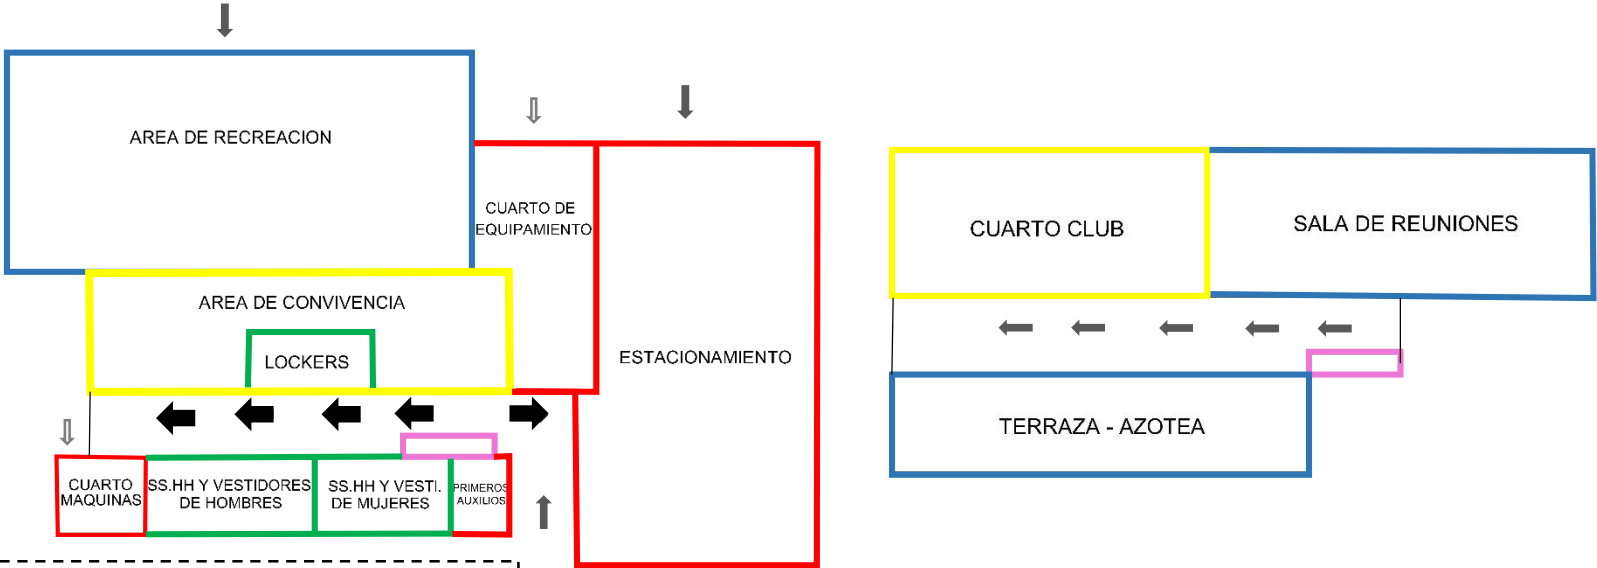 AREA DE RECREACION
CUARTO DE
EQUIPAMIENTO
AREA DE CONVIVENCIA
LOCKERS
ESTACIONAMIENTO
CUARTO
MAQUINAS
SS.HH Y VESTIDORES
DE HOMBRES
SS.HH Y VESTI.
DE MUJERES
PRIMEROS
AUXILIOS
CUARTO CLUB
SALA DE REUNIONES
TERRAZA - AZOTEA